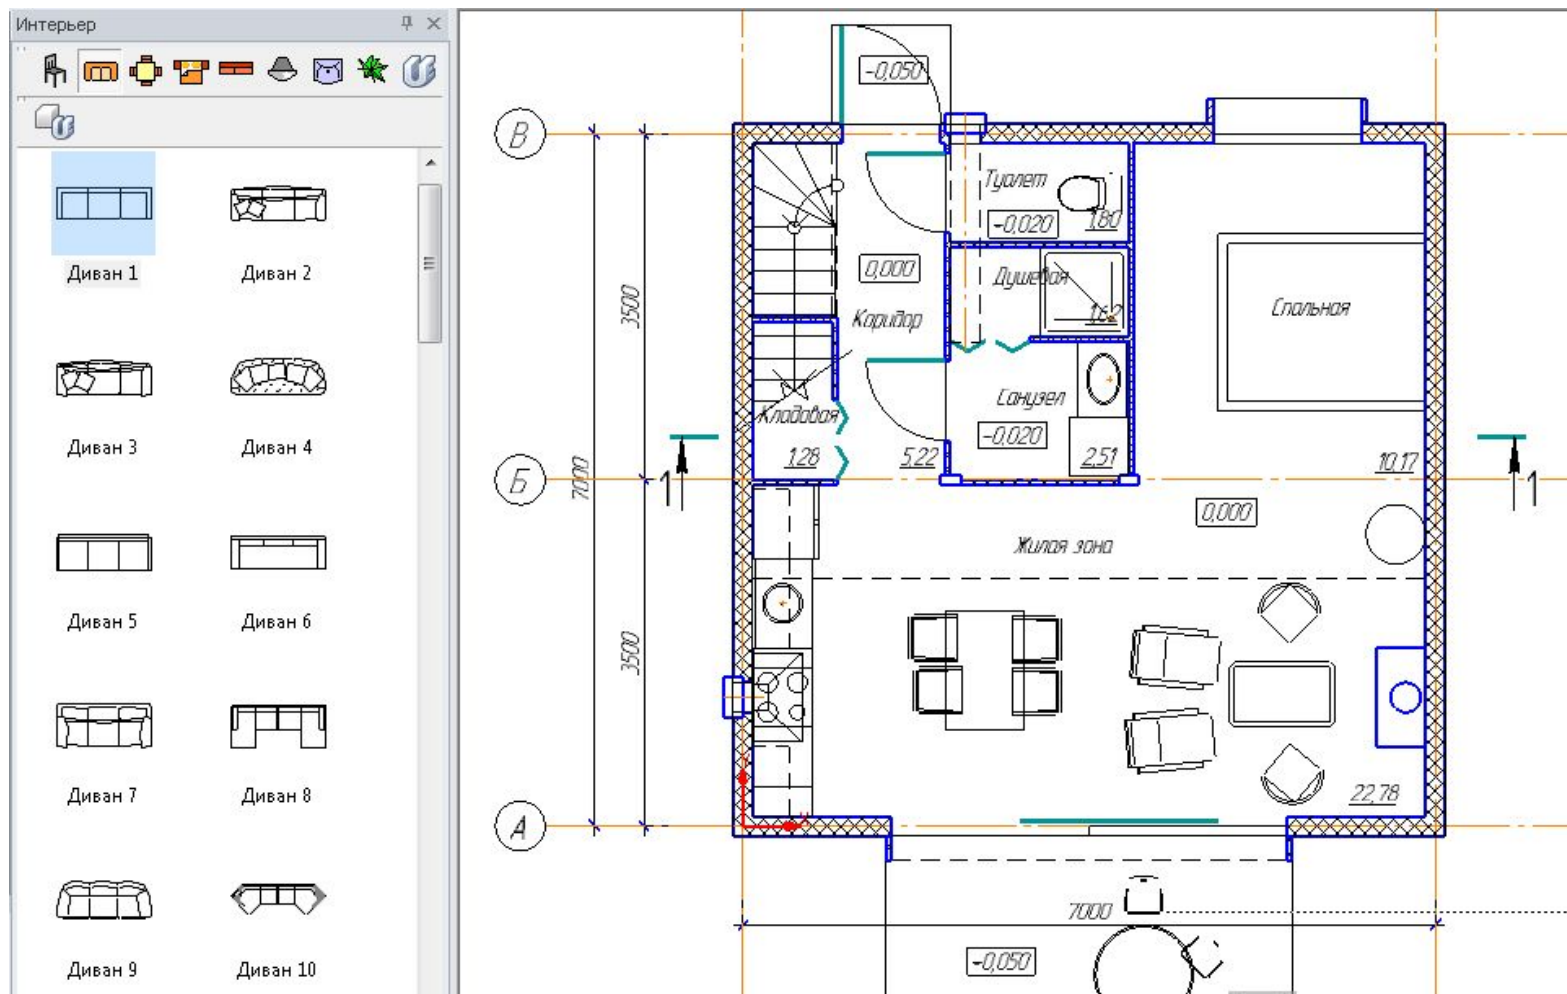 Интерьер
Диван 1
Диван 2
Диван 3
Диван 4
Диван 5
Диван 6
Диван 7
Диван 8
Диван 9
Диван 10
-0,050
В
Туалет
-0,020
1,80
0,000
Душевая
1,62
3500
Коридор
Спальная
Санузел
Кладовая
-0,020
1,28
5,22
2,51
10,17
7000
Б
1
1
0,000
Жилая зона
3500
22,78
А
7000
-0,050